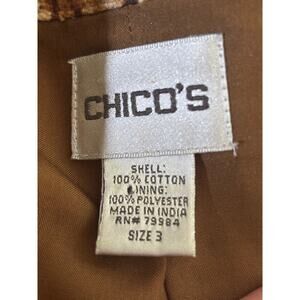 CHICO'S
SHELL:
100% COTTON
LINING:
100% POLYESTER
MADE IN INDIA
RN# 79984
SIZE 3